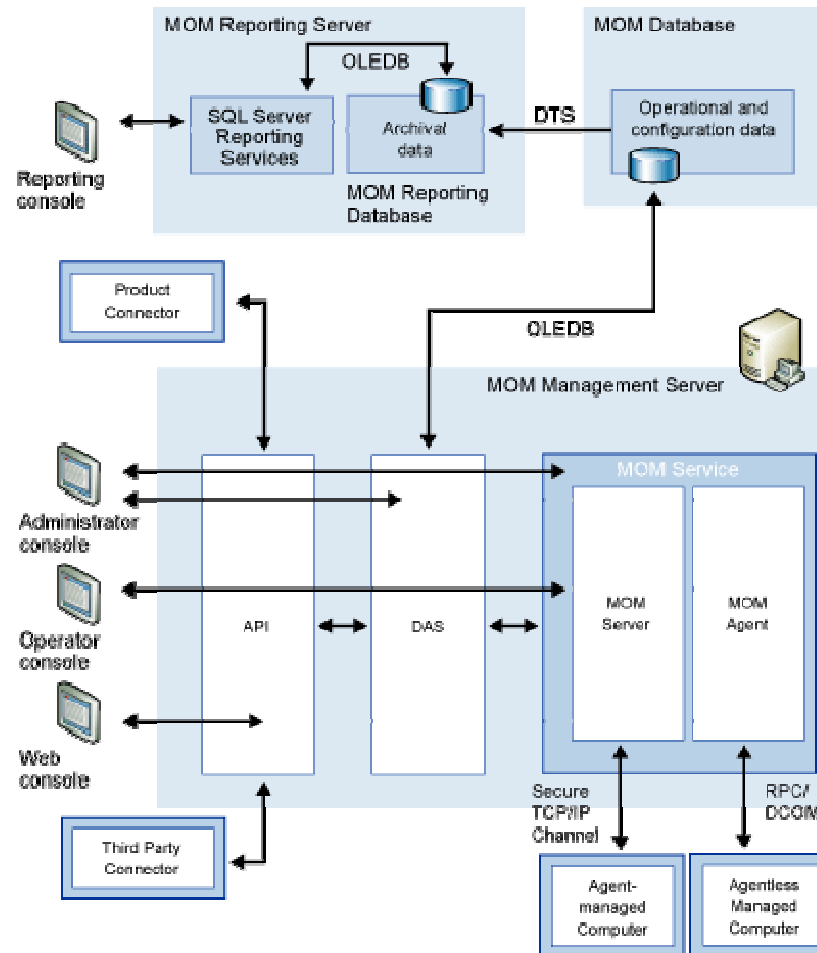 MOM Reporting Server
MOM Database
OLEDB
SQL Server
Reporting
Services
Archival
data
DTS
Operational and
configuration data
Reporting
console
MOM Reporting
Database
Product
Connector
OLEDB
MOM Management Server
MOM Service
Administrator
console
Operator
console
API
DAS
MOM
Server
MOM
Agent
Web
console
Secure
TCP/IP
Channel
RPC/
DCOM
Third Party
Connector
Agent-
managed
Computer
Agentless
Managed
Computer